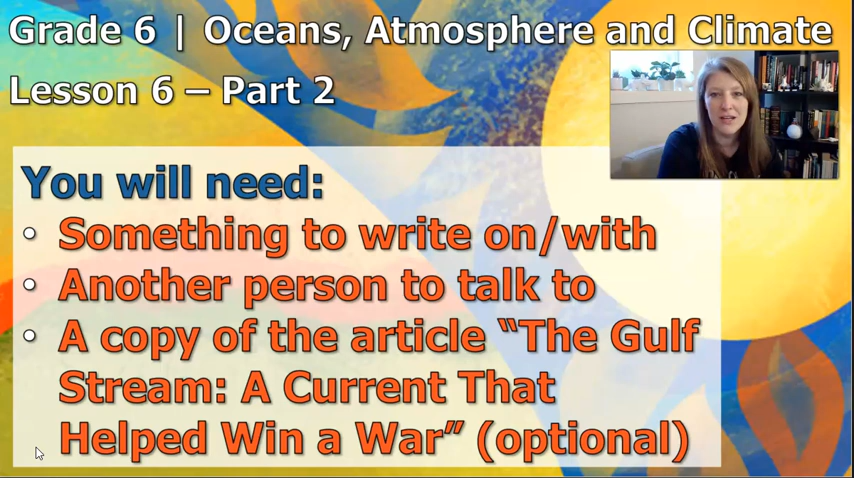 Grade 6 | Oceans, Atmosphere and Climate
Lesson 6 – Part 2
You will need:
• Something to write on/with
• Another person to talk to
• A copy of the article “The Gulf
Stream: A Current That
Helped Win a War” (optional)